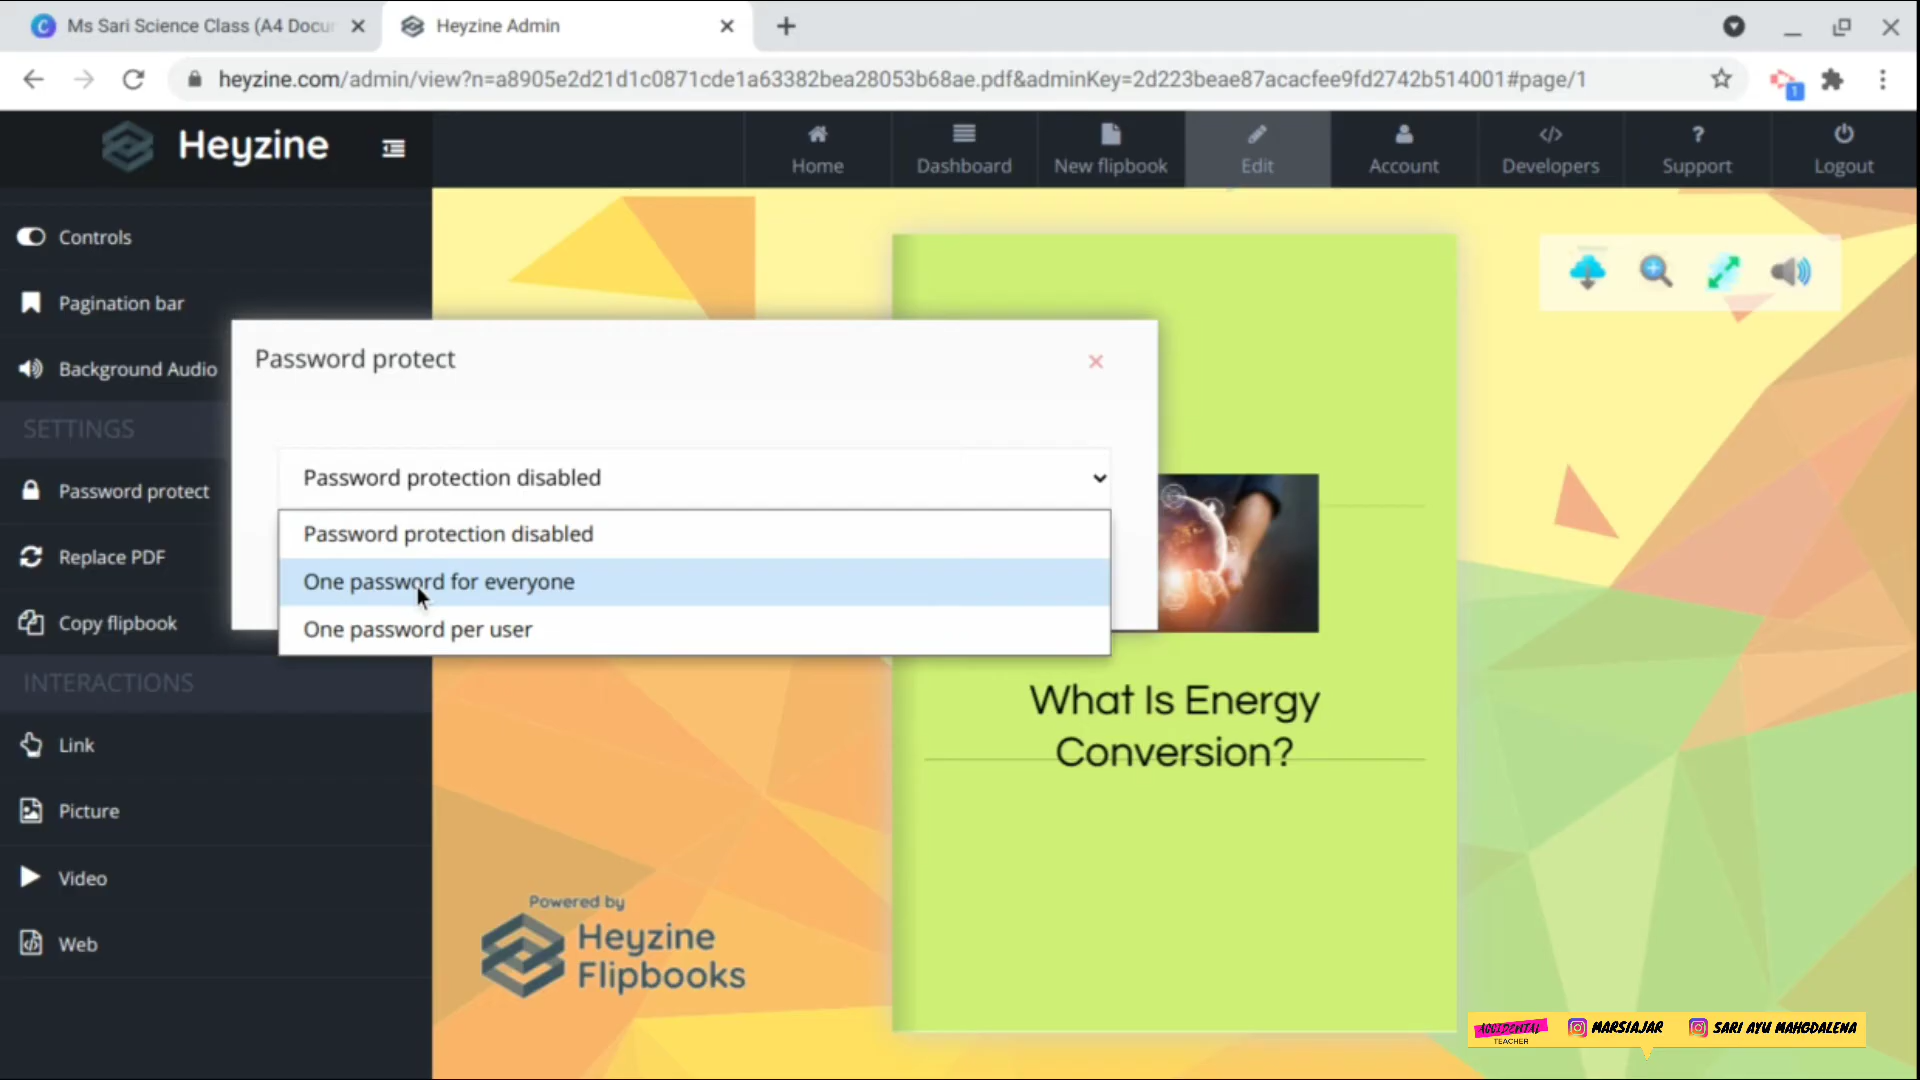 Ms Sari Science Class (A4 Docu
Heyzine Admin
heyzine.com/admin/view?n=a8905e2d21d1c0871cde1a63382bea28053b68ae.pdf&adminKey=2d223beae87acacfee9fd2742b514001#page/1
1
Heyzine
Home
Dashboard
New flipbook
Edit
Account
Developers
Support
Logout
Controls
Pagination bar
Background Audio
SETTINGS
Password protect
Replace PDF
Copy flipbook
INTERACTIONS
Link
Picture
Video
Web
Password protect
Password protection disabled
Password protection disabled
One password for everyone
One password per user
What Is Energy
Conversion?
Powered by
Heyzine
Flipbooks
ACCIDENTAL
TEACHER
MARSIAJAR
SARI AYU MAHGDALENA